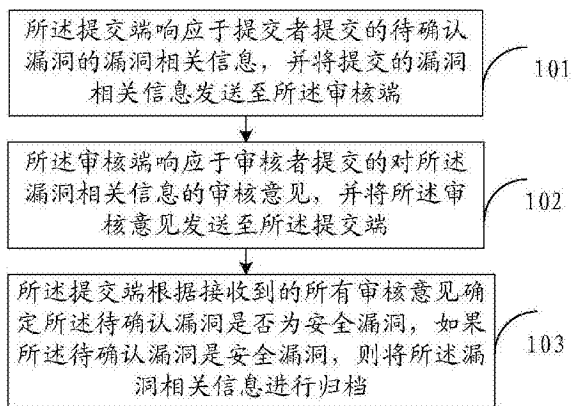 所述提交端响应于提交者提交的待确认
漏洞的漏洞相关信息，并将提交的漏洞
相关信息发送至所述审核端
101
所述审核端响应于审核者提交的对所述
漏洞相关信息的审核意见，并将所述审
核意见发送至所述提交端
102
所述提交端根据接收到的所有审核意见确
定所述待确认漏洞是否为安全漏洞，如果
所述待确认漏洞是安全漏洞，则将所述漏
洞相关信息进行归档
103